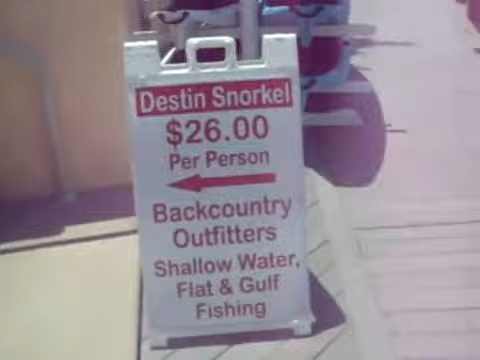 Destin Snorkel
$26.00
Per Person
Backcountry
Outfitters
Shallow Water,
Flat & Gulf
Fishing